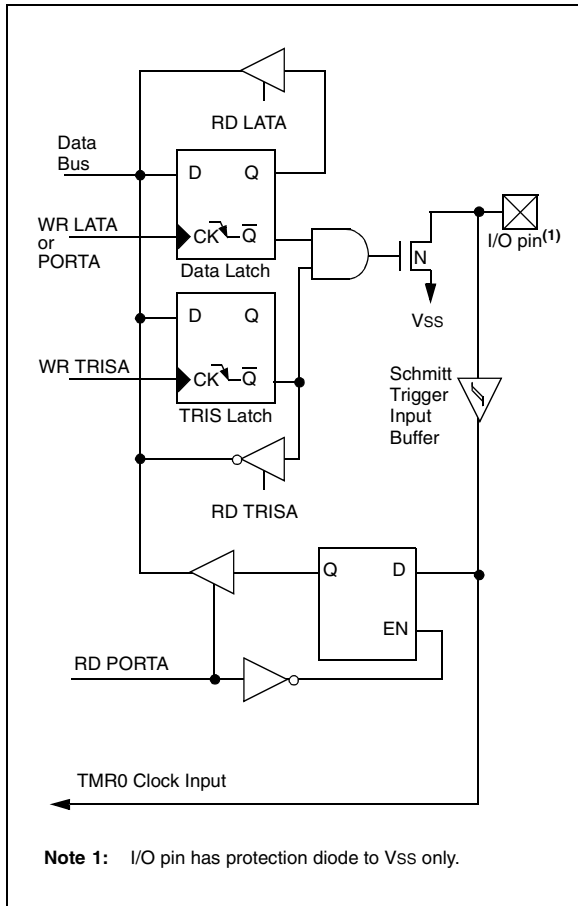 RD LATA
Data
Bus
D Q
WR LATA
or
PORTA
CK Q̅
Data Latch
I/O pin(1)
N
VSS
D Q
WR TRISA
CK Q̅
TRIS Latch
Schmitt
Trigger
Input
Buffer
RD TRISA
Q D
EN
RD PORTA
TMR0 Clock Input
Note 1: I/O pin has protection diode to VSS only.